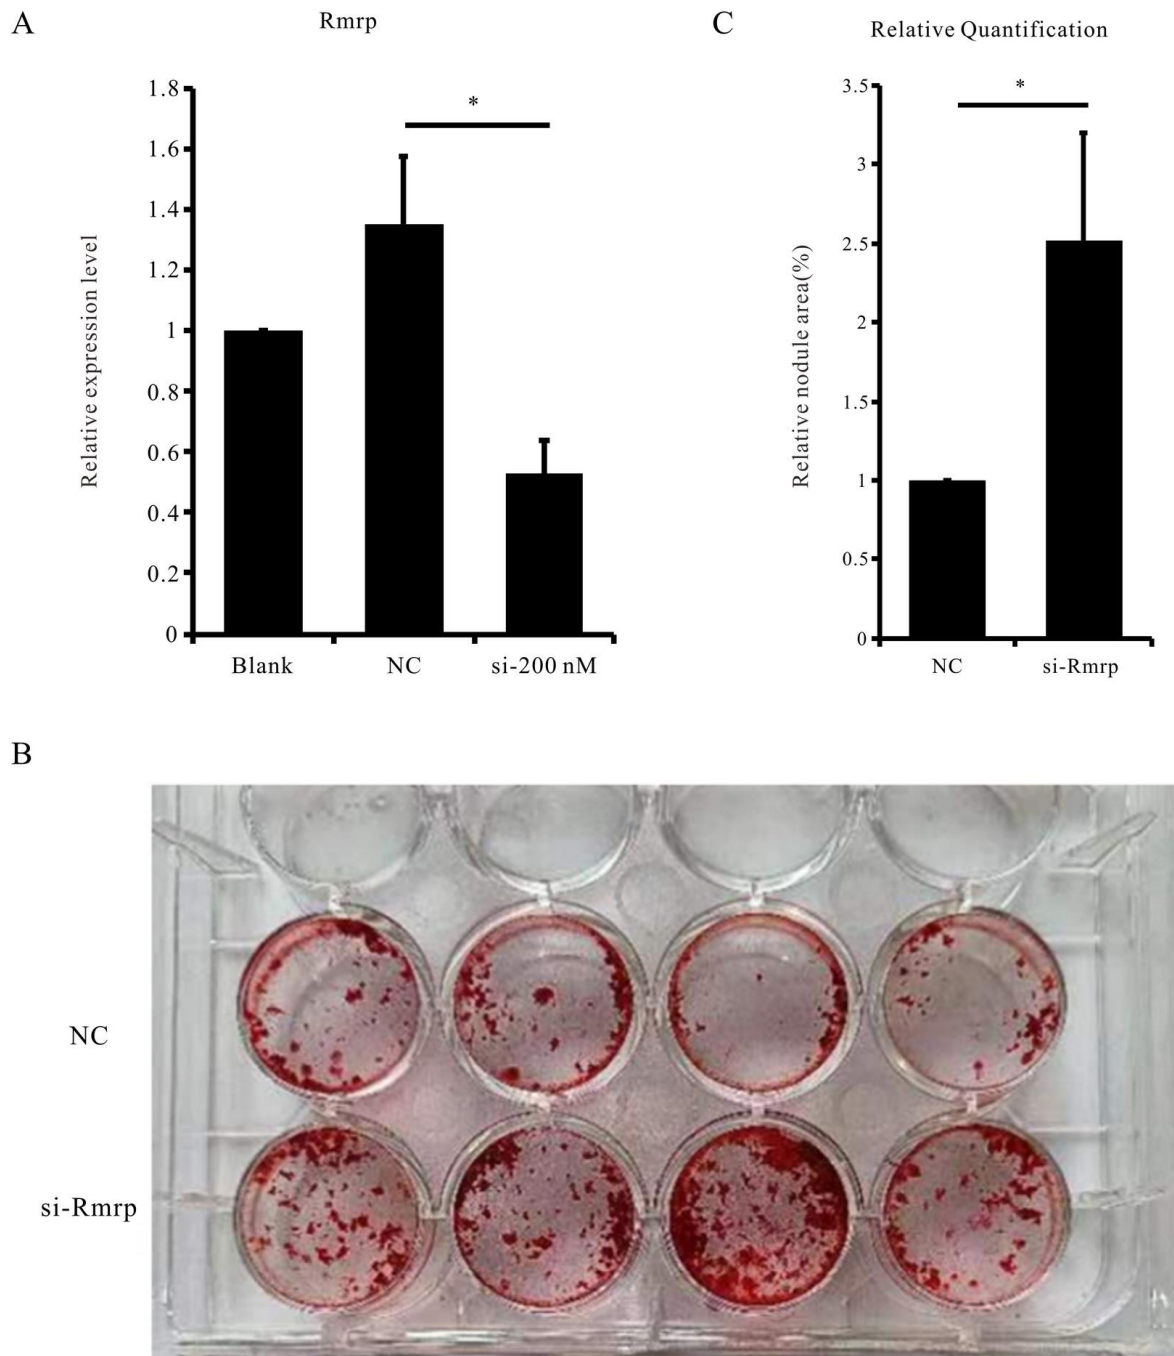 A
Rmrp
Relative expression level
1.8
1.6
1.4
1.2
1
0.8
0.6
0.4
0.2
0
*
Blank NC si-200 nM
C
Relative Quantification
Relative nodule area(%)
3.5
3
2.5
2
1.5
1
0.5
0
*
NC si-Rmrp
B
NC
si-Rmrp